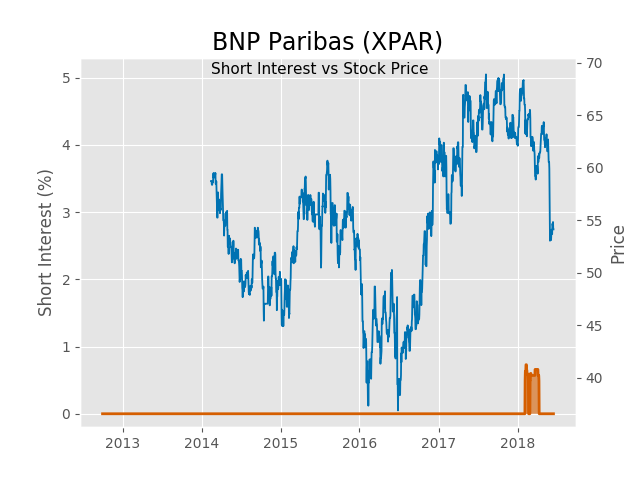 BNP Paribas (XPAR)
Short Interest vs Stock Price
Short Interest (%)
5
4
3
2
1
0
70
65
60
55
50
45
40
Price
2013 2014 2015 2016 2017 2018